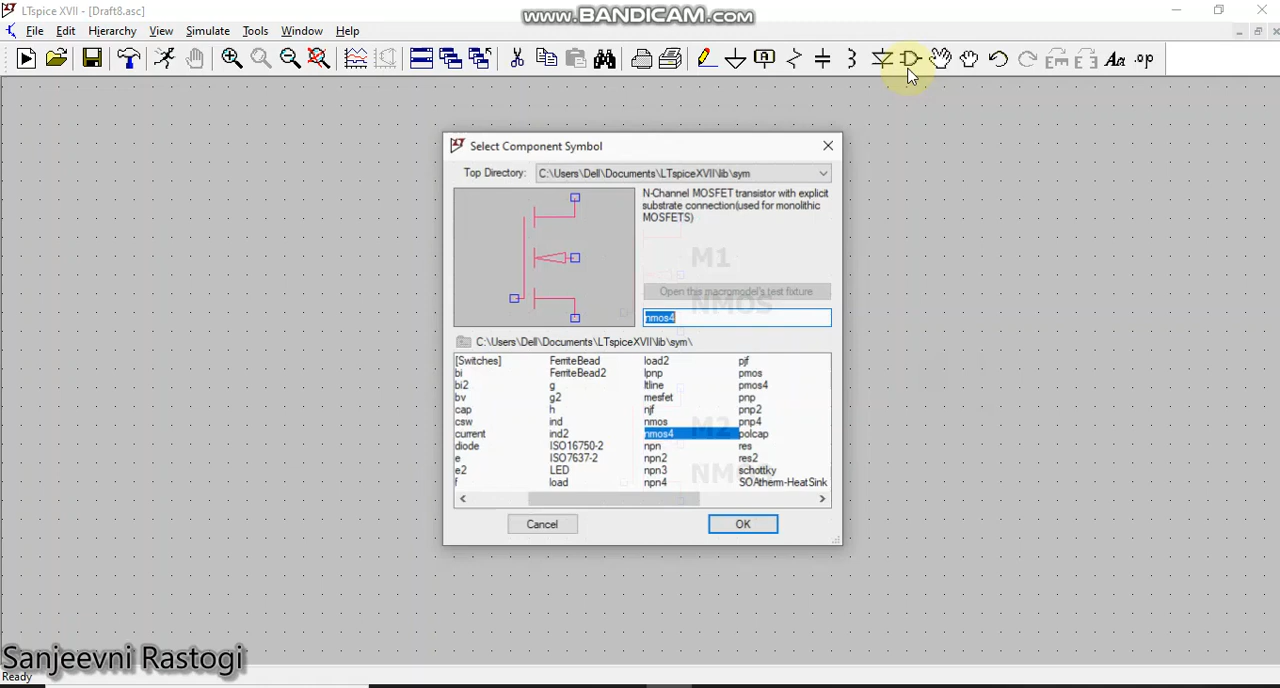 LTspice XVII - [Draft8.asc]
www.BANDICAM.com
File Edit Hierarchy View Simulate Tools Window Help
Aa .op
Select Component Symbol
Top Directory: C:\Users\Dell\Documents\LTspiceXVII\lib\sym
N-Channel MOSFET transistor with explicit
substrate connection(used for monolithic
MOSFETS)
M1
Open this macromodel's test fixture
NMOS
nmos4
C:\Users\Dell\Documents\LTspiceXVII\lib\sym\
[Switches] FerriteBead load2 pjf
bi FerriteBead2 lpnp pmos
bi2 g ltline pmos4
bv g2 mesfet pnp
cap h njf pnp2
csw ind nmos pnp4
current ind2 nmos4 polcap
M2
diode ISO16750-2 npn res
e ISO7637-2 npn2 res2
e2 LED npn3 schottky
f load npn4 SOAtherm-HeatSink
Cancel OK
Sanjeevni Rastogi
Ready